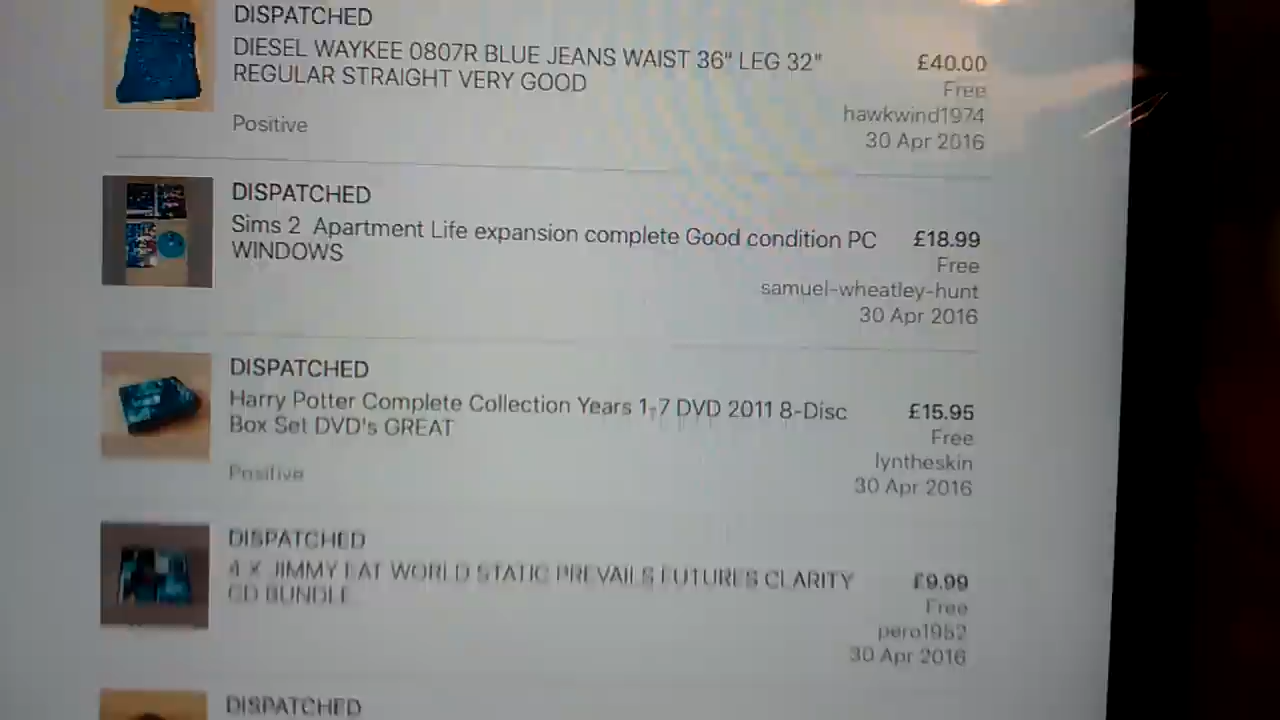 DISPATCHED
DIESEL WAYKEE 0807R BLUE JEANS WAIST 36" LEG 32"
REGULAR STRAIGHT VERY GOOD
£40.00
Free
hawkwind1974
30 Apr 2016
Positive
DISPATCHED
Sims 2 Apartment Life expansion complete Good condition PC
WINDOWS
£18.99
Free
samuel-wheatley-hunt
30 Apr 2016
DISPATCHED
Harry Potter Complete Collection Years 1-7 DVD 2011 8-Disc
Box Set DVD's GREAT
£15.95
Free
lyntheskin
30 Apr 2016
Positive
DISPATCHED
4 X JIMMY EAT WORLD STATIC PREVAILS FUTURES CLARITY
CD BUNDLE
£9.99
Free
pero1952
30 Apr 2016
DISPATCHED